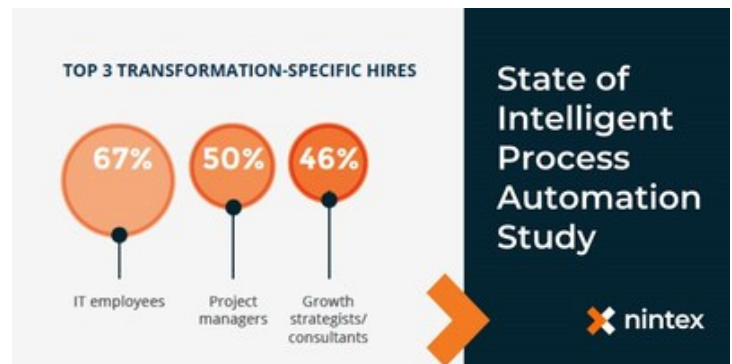 TOP 3 TRANSFORMATION-SPECIFIC HIRES
67%
50%
46%
IT employees
Project
managers
Growth
strategists/
consultants
State of
Intelligent
Process
Automation
Study
nintex